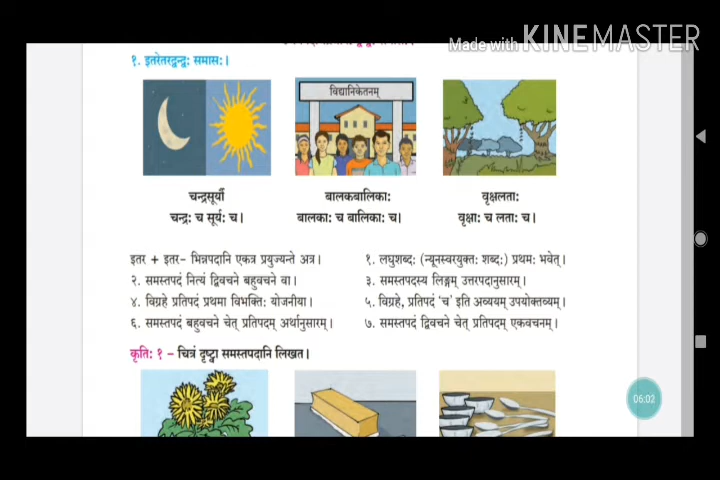 Made with KINEMASTER
१. इतरेतरद्वन्द्वः समासः।
विद्यानिकेतनम्
चन्द्रसूर्यौ
चन्द्रः च सूर्यः च।
बालकबालिकाः
बालकाः च बालिकाः च।
वृक्षलताः
वृक्षाः च लताः च।
इतर + इतर- भिन्नपदानि एकत्र प्रयुज्यन्ते अत्र।
१. लघुशब्दः (न्यूनस्वरयुक्तः शब्दः) प्रथमः भवेत्।
२. समस्तपदं नित्यं द्विवचने बहुवचने वा।
३. समस्तपदस्य लिङ्गम् उत्तरपदानुसारम्।
४. विग्रहे प्रतिपदं प्रथमा विभक्तिः योजनीया।
५. विग्रहे, प्रतिपदं ‘च’ इति अव्ययम् उपयोक्तव्यम्।
६. समस्तपदं बहुवचने चेत् प्रतिपदम् अर्थानुसारम्।
७. समस्तपदं द्विवचने चेत् प्रतिपदम् एकवचनम्।
कृतिः १ – चित्रं दृष्ट्वा समस्तपदानि लिखत।
06:02